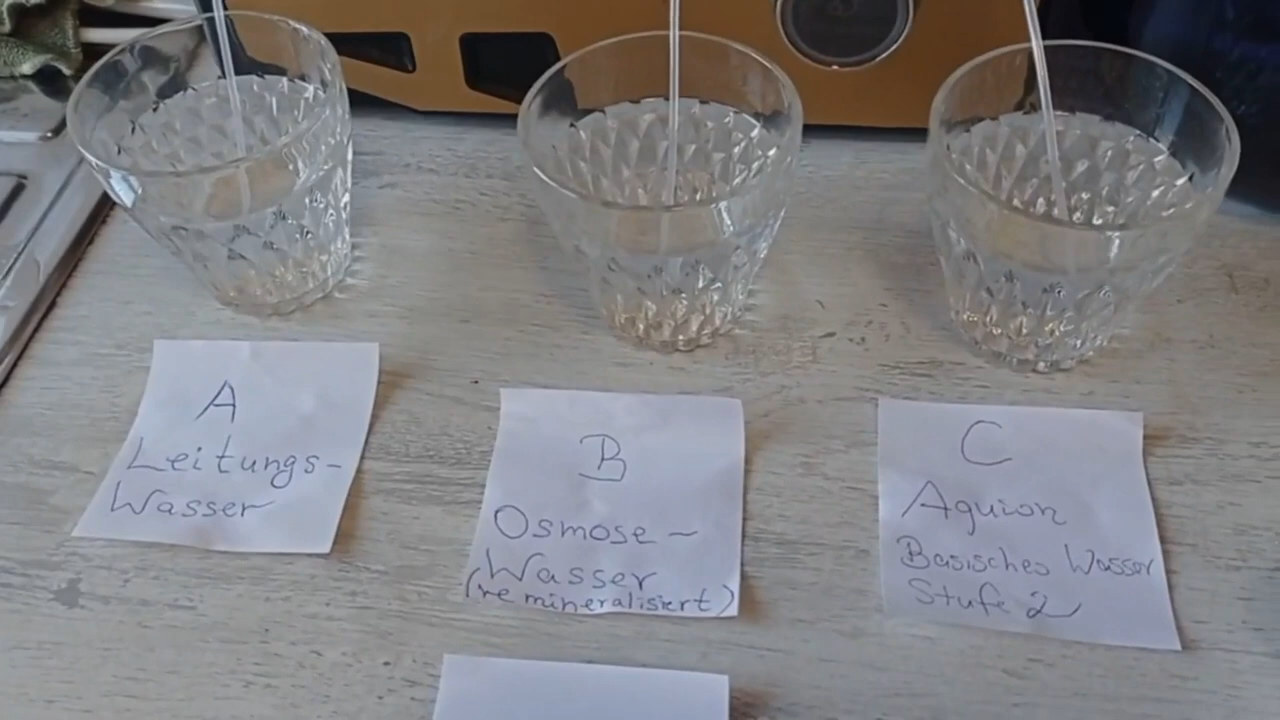 A
Leitungs-
Wasser
B
Osmose-
Wasser
(remineralisiert)
C
Aquion
Basisches Wasser
Stufe 2